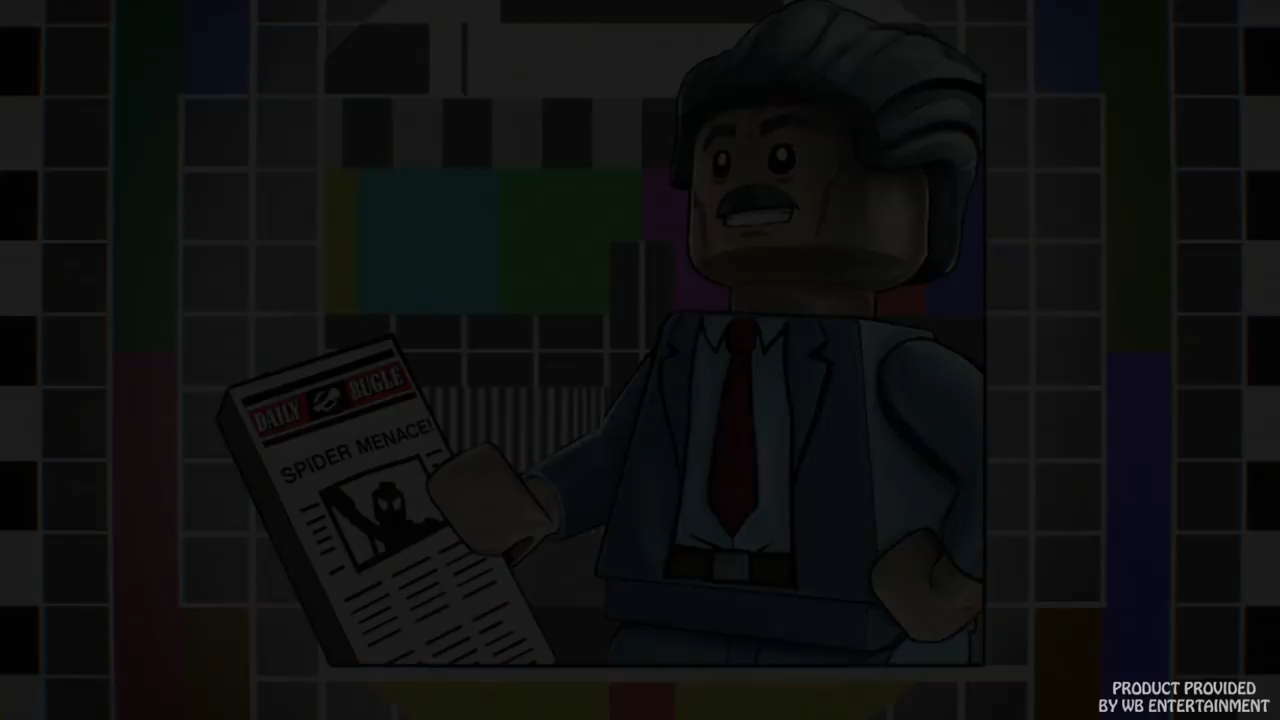 DAILY BUGLE
SPIDER MENACE!
PRODUCT PROVIDED
BY WB ENTERTAINMENT